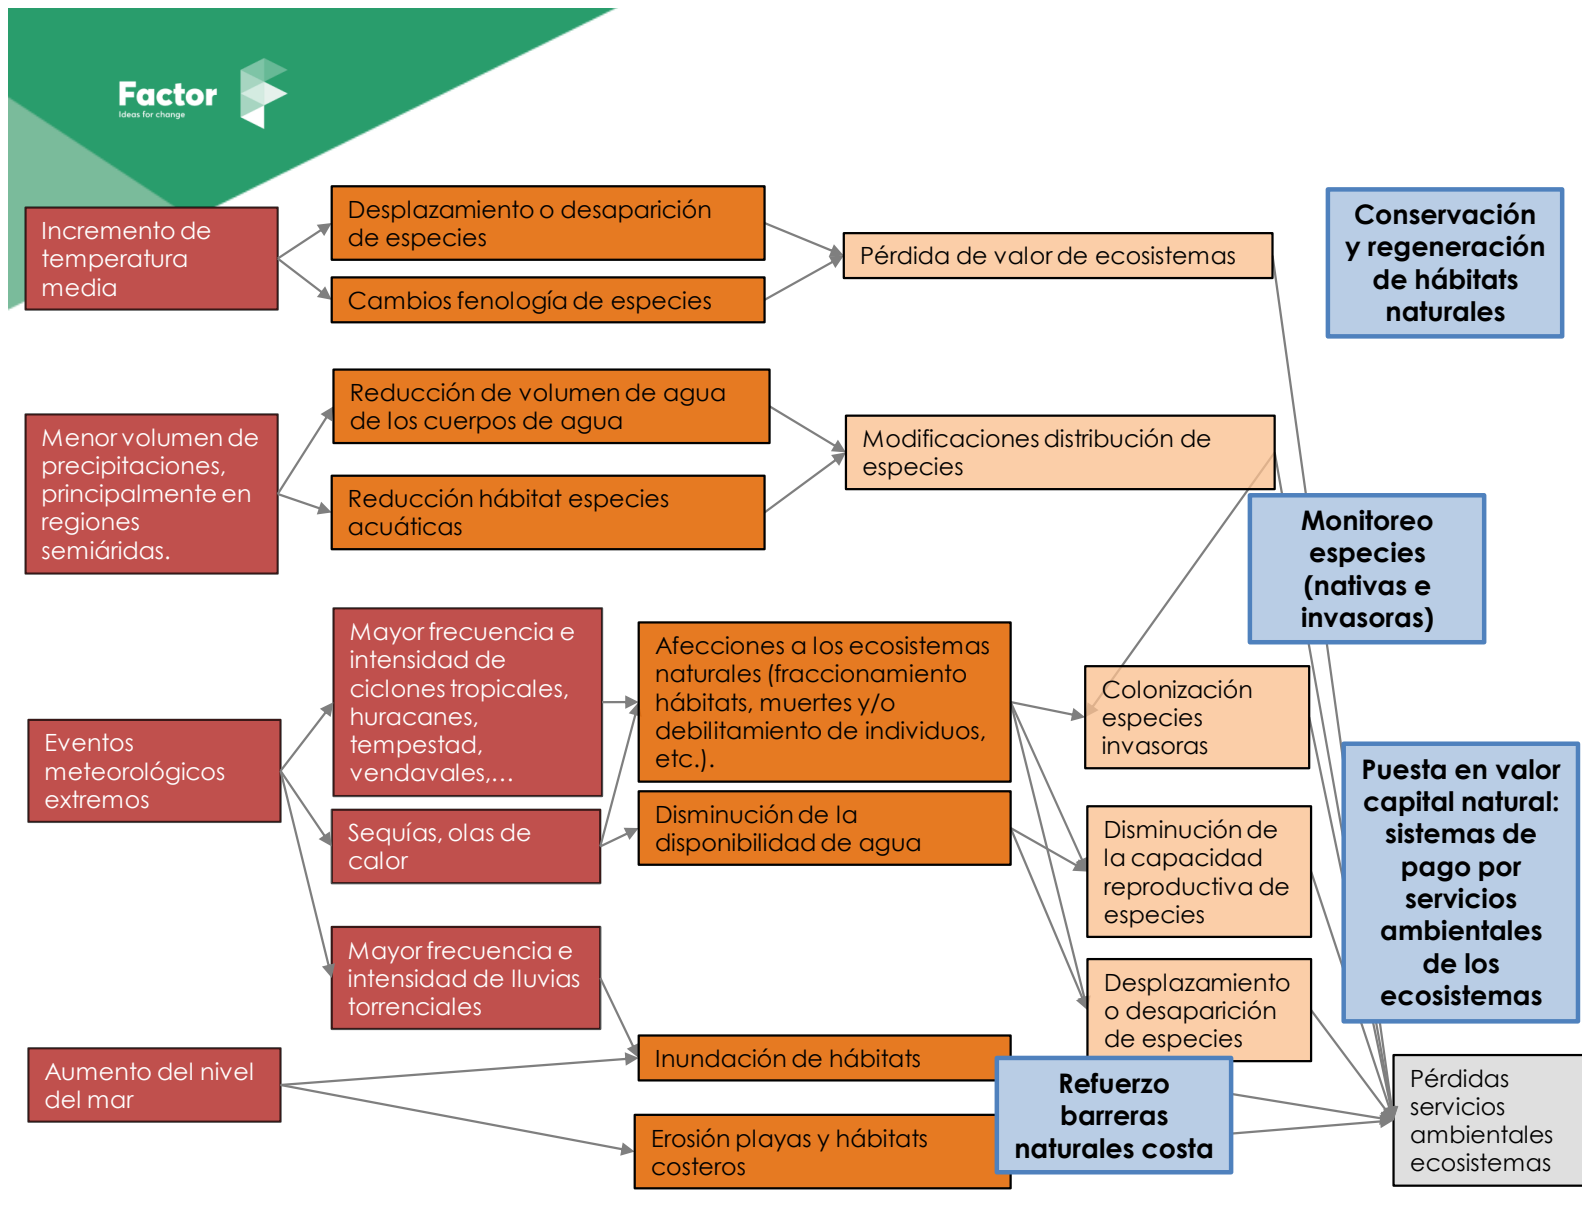 Factor
Ideas for change
Incremento de
temperatura
media
Desplazamiento o desaparición
de especies
Cambios fenología de especies
Pérdida de valor de ecosistemas
Conservación
y regeneración
de hábitats
naturales
Menor volumen de
precipitaciones,
principalmente en
regiones
semiáridas.
Reducción de volumen de agua
de los cuerpos de agua
Reducción hábitat especies
acuáticas
Modificaciones distribución de
especies
Monitoreo
especies
(nativas e
invasoras)
Eventos
meteorológicos
extremos
Mayor frecuencia e
intensidad de
ciclones tropicales,
huracanes,
tempestad,
vendavales,...
Sequías, olas de
calor
Mayor frecuencia e
intensidad de lluvias
torrenciales
Afecciones a los ecosistemas
naturales (fraccionamiento
hábitats, muertes y/o
debilitamiento de individuos,
etc.).
Disminución de la
disponibilidad de agua
Colonización
especies
invasoras
Disminución de
la capacidad
reproductiva de
especies
Desplazamiento
o desaparición
de especies
Puesta en valor
capital natural:
sistemas de
pago por
servicios
ambientales
de los
ecosistemas
Aumento del nivel
del mar
Inundación de hábitats
Erosión playas y hábitats
costeros
Refuerzo
barreras
naturales costa
Pérdidas
servicios
ambientales
ecosistemas